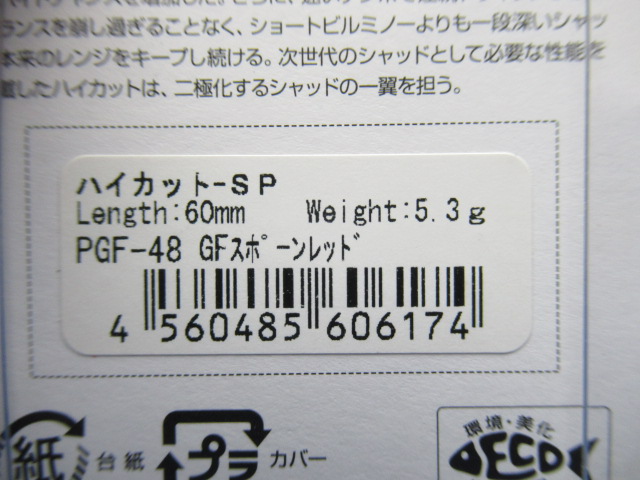 ランスを崩し過ぎることなく、ショートビルミノーよりも一段深いシャッ
本来のレンジをキープし続ける。次世代のシャッドとして必要な性能を
載したハイカットは、二極化するシャッドの一翼を担う。
ハイカット-SP
Length:60mm Weight:5.3g
PGF-48 GFスポーンレッド
4 560485 606174
紙 台紙 プラ カバー
環境・美化
ECO